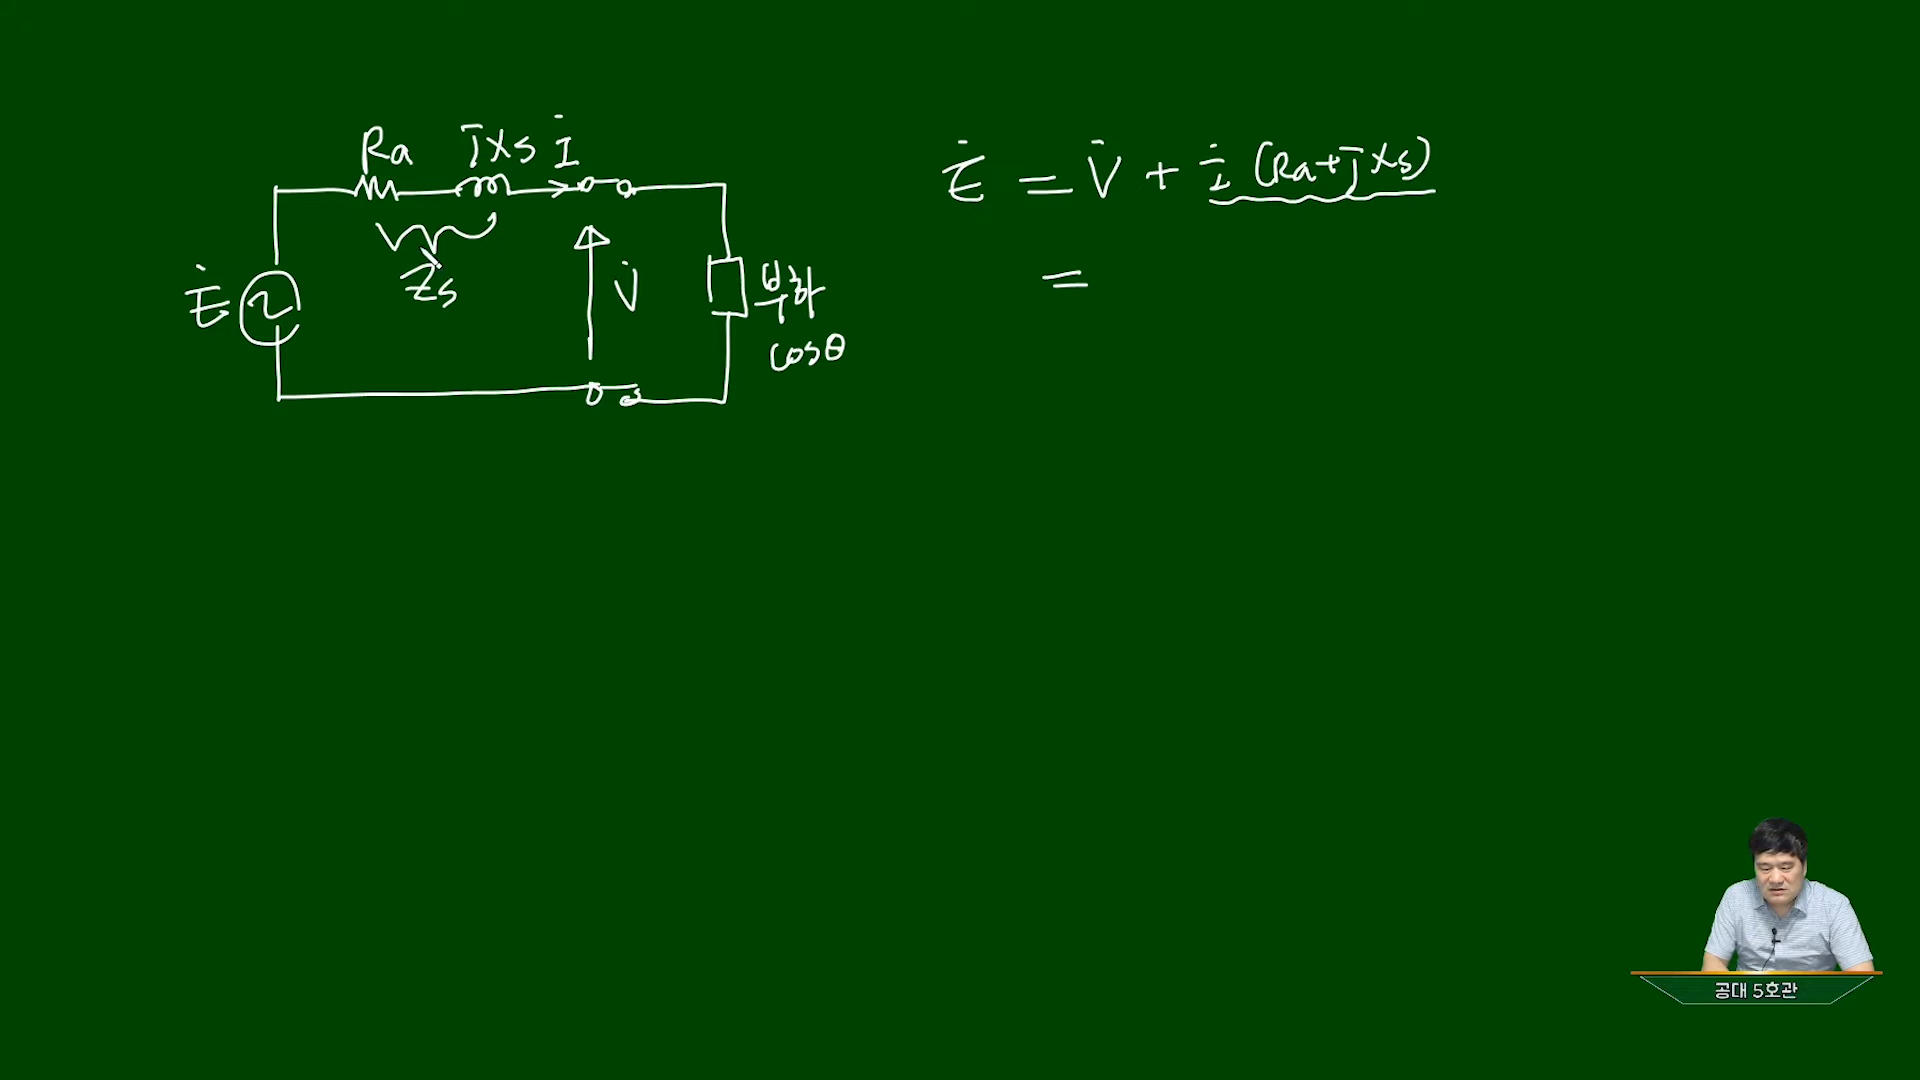 Ra jXs İ
Ė = V̇ + İ (Ra+jXs)
Zs
Ė
V̇
부하
=
cosθ
공대 5호관